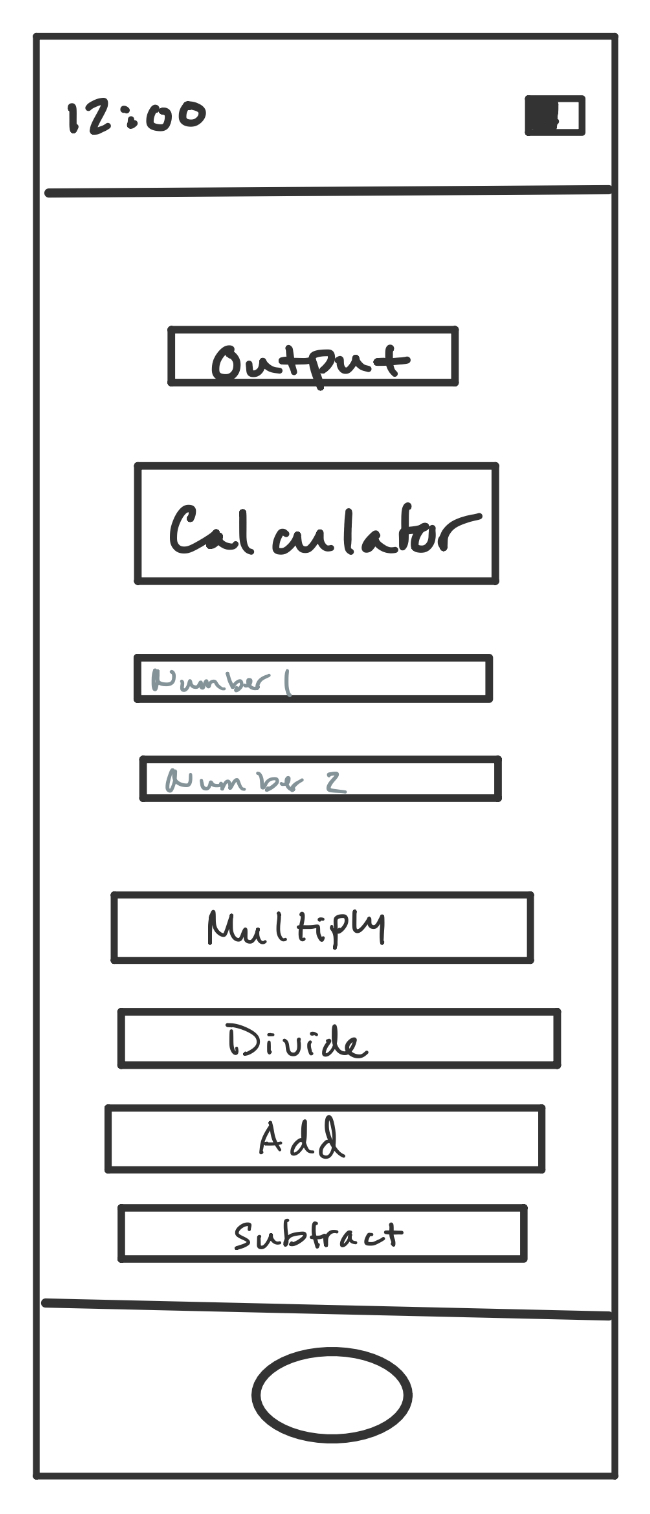 12:00
Output
Calculator
Number 1
Number 2
Multiply
Divide
Add
Subtract